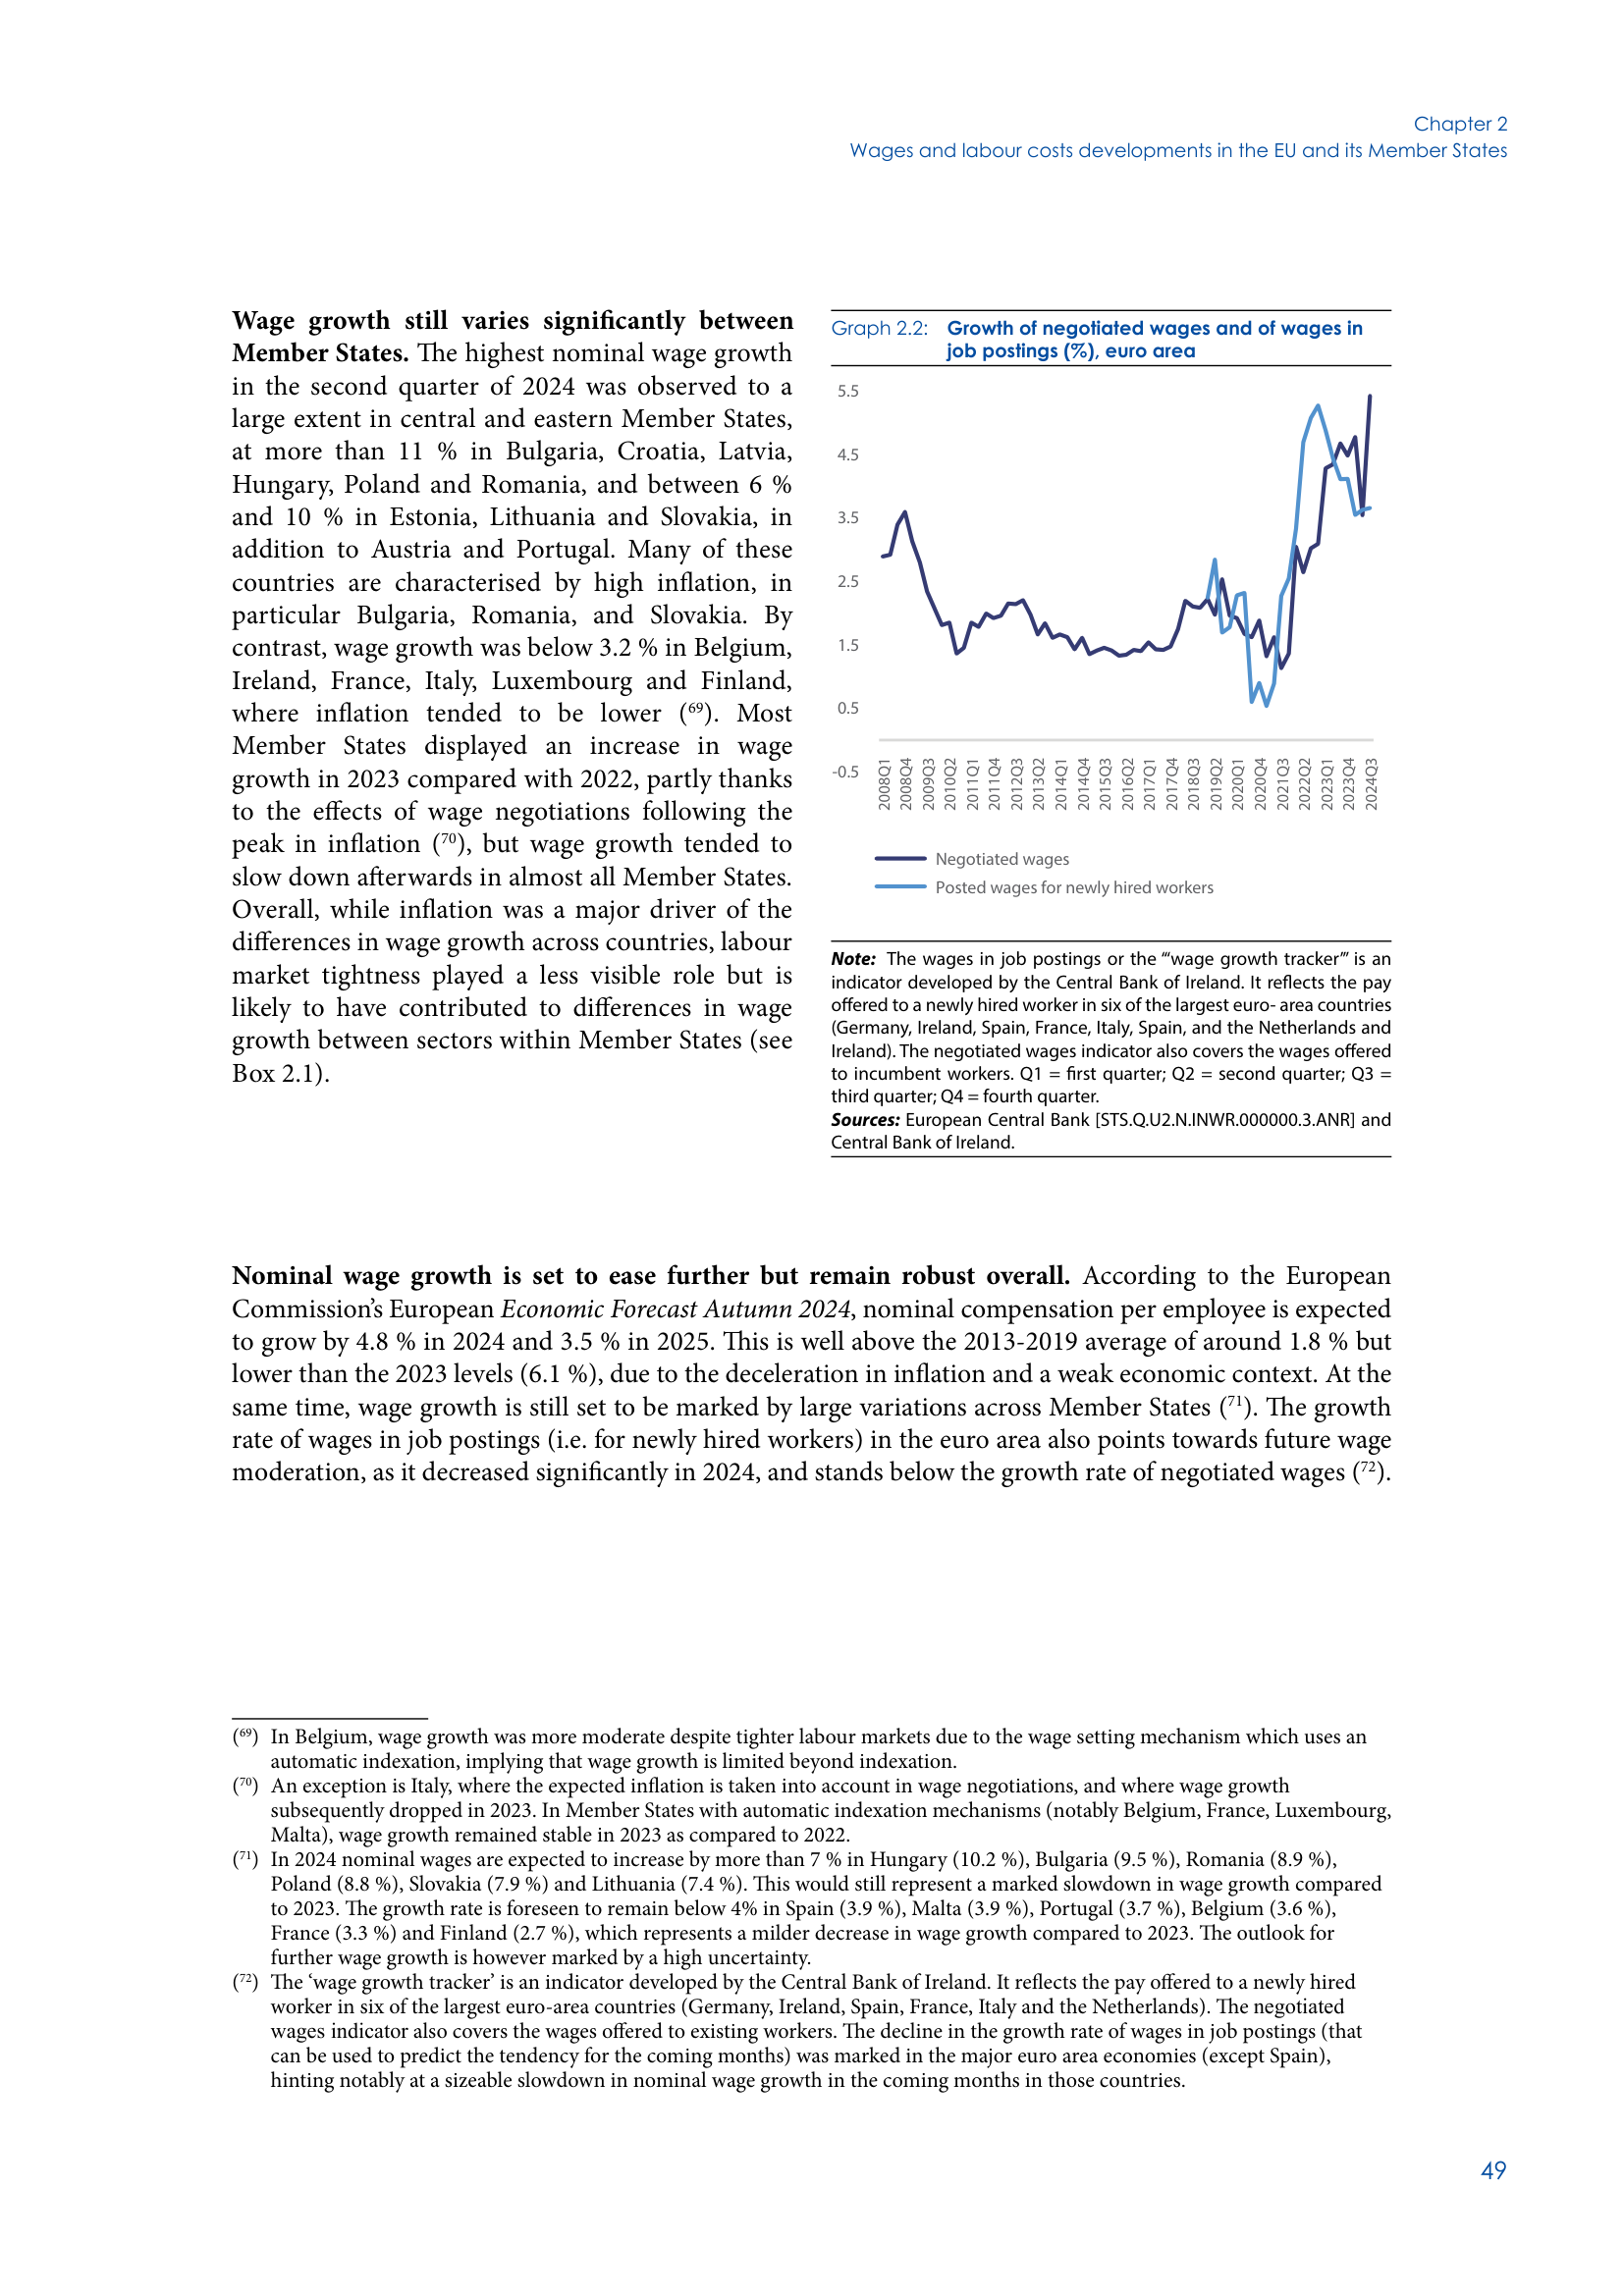 Chapter 2
Wages and labour costs developments in the EU and its Member States
Wage growth still varies significantly between
Member States. The highest nominal wage growth
in the second quarter of 2024 was observed to a
large extent in central and eastern Member States,
at more than 11 % in Bulgaria, Croatia, Latvia,
Hungary, Poland and Romania, and between 6 %
and 10 % in Estonia, Lithuania and Slovakia, in
addition to Austria and Portugal. Many of these
countries are characterised by high inflation, in
particular Bulgaria, Romania, and Slovakia. By
contrast, wage growth was below 3.2 % in Belgium,
Ireland, France, Italy, Luxembourg and Finland,
where inflation tended to be lower (⁶⁹). Most
Member States displayed an increase in wage
growth in 2023 compared with 2022, partly thanks
to the effects of wage negotiations following the
peak in inflation (⁷⁰), but wage growth tended to
slow down afterwards in almost all Member States.
Overall, while inflation was a major driver of the
differences in wage growth across countries, labour
market tightness played a less visible role but is
likely to have contributed to differences in wage
growth between sectors within Member States (see
Box 2.1).
Graph 2.2: Growth of negotiated wages and of wages in
job postings (%), euro area
5.5
4.5
3.5
2.5
1.5
0.5
-0.5
2008Q1
2008Q4
2009Q3
2010Q2
2011Q1
2011Q4
2012Q3
2013Q2
2014Q1
2014Q4
2015Q3
2016Q2
2017Q1
2017Q4
2018Q3
2019Q2
2020Q1
2020Q4
2021Q3
2022Q2
2023Q1
2023Q4
2024Q3
Negotiated wages
Posted wages for newly hired workers
Note: The wages in job postings or the “‘wage growth tracker’” is an
indicator developed by the Central Bank of Ireland. It reflects the pay
offered to a newly hired worker in six of the largest euro- area countries
(Germany, Ireland, Spain, France, Italy, Spain, and the Netherlands and
Ireland). The negotiated wages indicator also covers the wages offered
to incumbent workers. Q1 = first quarter; Q2 = second quarter; Q3 =
third quarter; Q4 = fourth quarter.
Sources: European Central Bank [STS.Q.U2.N.INWR.000000.3.ANR] and
Central Bank of Ireland.
Nominal wage growth is set to ease further but remain robust overall. According to the European
Commission’s European Economic Forecast Autumn 2024, nominal compensation per employee is expected
to grow by 4.8 % in 2024 and 3.5 % in 2025. This is well above the 2013-2019 average of around 1.8 % but
lower than the 2023 levels (6.1 %), due to the deceleration in inflation and a weak economic context. At the
same time, wage growth is still set to be marked by large variations across Member States (⁷¹). The growth
rate of wages in job postings (i.e. for newly hired workers) in the euro area also points towards future wage
moderation, as it decreased significantly in 2024, and stands below the growth rate of negotiated wages (⁷²).
(⁶⁹) In Belgium, wage growth was more moderate despite tighter labour markets due to the wage setting mechanism which uses an
automatic indexation, implying that wage growth is limited beyond indexation.
(⁷⁰) An exception is Italy, where the expected inflation is taken into account in wage negotiations, and where wage growth
subsequently dropped in 2023. In Member States with automatic indexation mechanisms (notably Belgium, France, Luxembourg,
Malta), wage growth remained stable in 2023 as compared to 2022.
(⁷¹) In 2024 nominal wages are expected to increase by more than 7 % in Hungary (10.2 %), Bulgaria (9.5 %), Romania (8.9 %),
Poland (8.8 %), Slovakia (7.9 %) and Lithuania (7.4 %). This would still represent a marked slowdown in wage growth compared
to 2023. The growth rate is foreseen to remain below 4% in Spain (3.9 %), Malta (3.9 %), Portugal (3.7 %), Belgium (3.6 %),
France (3.3 %) and Finland (2.7 %), which represents a milder decrease in wage growth compared to 2023. The outlook for
further wage growth is however marked by a high uncertainty.
(⁷²) The ‘wage growth tracker’ is an indicator developed by the Central Bank of Ireland. It reflects the pay offered to a newly hired
worker in six of the largest euro-area countries (Germany, Ireland, Spain, France, Italy and the Netherlands). The negotiated
wages indicator also covers the wages offered to existing workers. The decline in the growth rate of wages in job postings (that
can be used to predict the tendency for the coming months) was marked in the major euro area economies (except Spain),
hinting notably at a sizeable slowdown in nominal wage growth in the coming months in those countries.
49